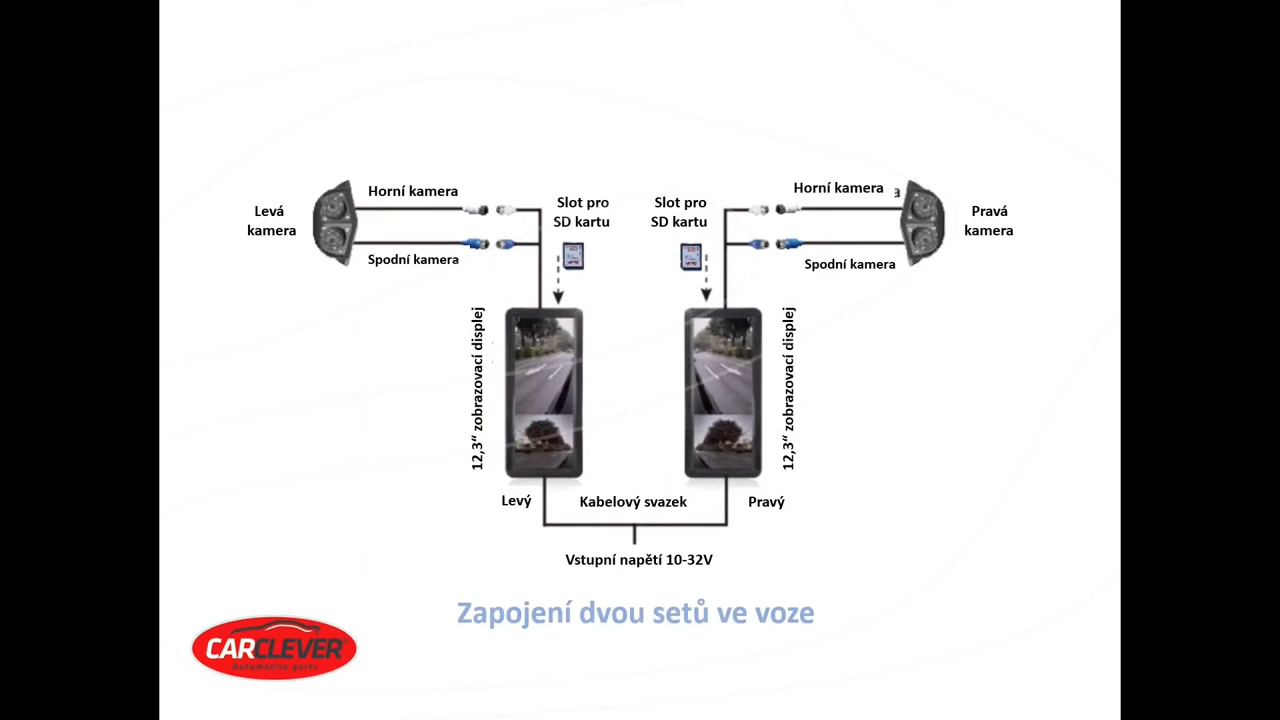 Horní kamera
Levá
kamera
Spodní kamera
Slot pro
SD kartu
Slot pro
SD kartu
Horní kamera
a
Pravá
kamera
Spodní kamera
12,3“ zobrazovací displej
12,3“ zobrazovací displej
Levý
Kabelový svazek
Pravý
Vstupní napětí 10-32V
Zapojení dvou setů ve voze
CARCLEVER
Automotive parts